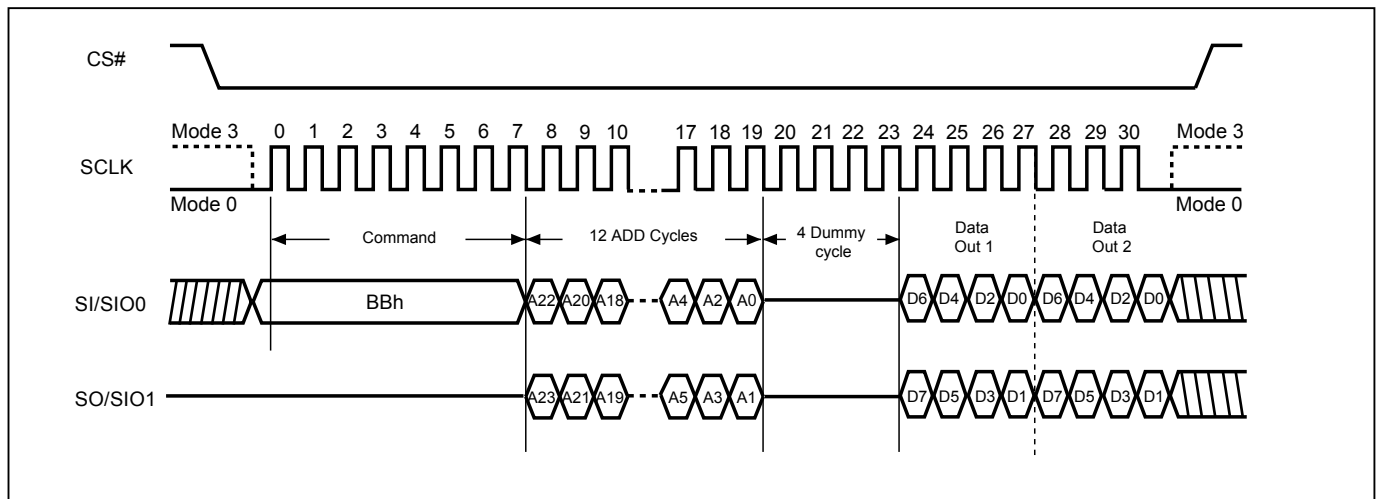 CS#
Mode 3 0 1 2 3 4 5 6 7 8 9 10 17 18 19 20 21 22 23 24 25 26 27 28 29 30 Mode 3
SCLK
Mode 0 Mode 0
Command 12 ADD Cycles 4 Dummy cycle Data Out 1 Data Out 2
SI/SIO0 BBh A22 A20 A18 A4 A2 A0 D6 D4 D2 D0 D6 D4 D2 D0
SO/SIO1 A23 A21 A19 A5 A3 A1 D7 D5 D3 D1 D7 D5 D3 D1